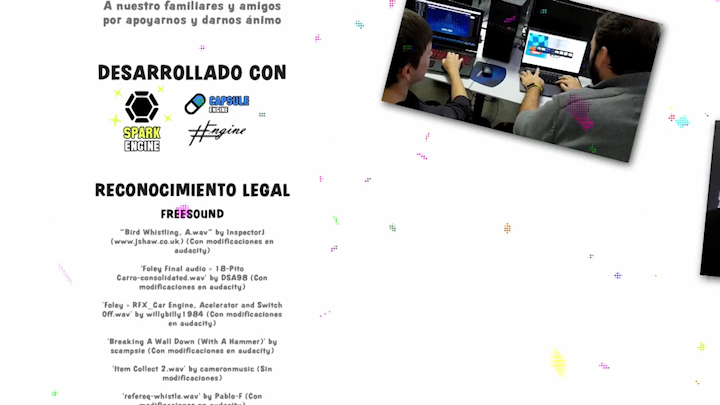 A nuestro familiares y amigos
por apoyarnos y darnos ánimo
DESARROLLADO CON
SPARK
ENGINE
CAPSULE
ENGINE
#Engine
RECONOCIMIENTO LEGAL
FREESOUND
"Bird Whistling, A.wav" by InspectorJ
(www.jshaw.co.uk) (Con modificaciones en
audacity)
'Foley Final audio - 18-Pito
Carro-consolidated.wav' by DSA98 (Con
modificaciones en audacity)
'Foley - RFX_Car Engine, Acelerator and Switch
Off.wav' by willybilly1984 (Con modificaciones
en audacity)
'Breaking A Wall Down (With A Hammer)' by
scampsie (Con modificaciones en audacity)
'Item Collect 2.wav' by cameronmusic (Sin
modificaciones)
'refereq-whistle.wav' by Pablo-F (Con
modificaciones en audacity)